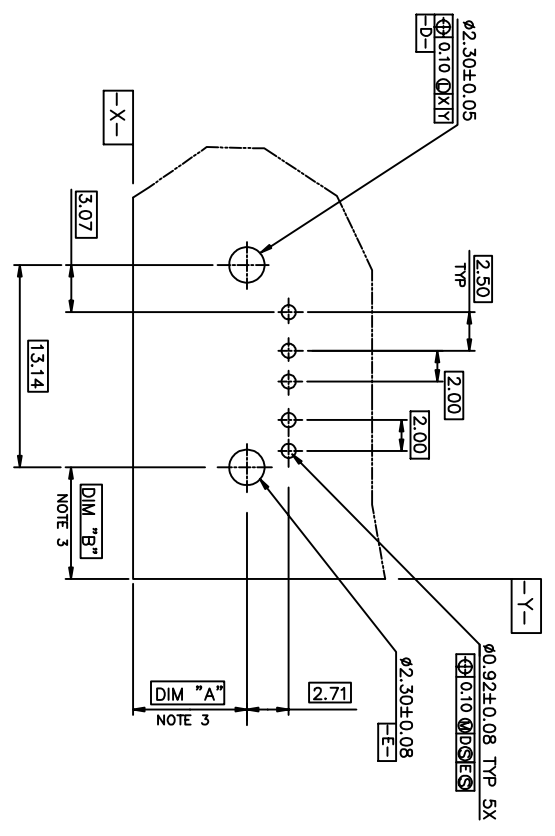 ø2.30±0.05
⌖ 0.10 Ⓛ X Y
-D-
-X-
3.07
13.14
2.50
TYP
2.00
2.00
DIM "B"
NOTE 3
-Y-
ø0.92±0.08 TYP 5X
⌖ 0.10 Ⓜ D Ⓢ E Ⓢ
ø2.30±0.08
-E-
2.71
DIM "A"
NOTE 3